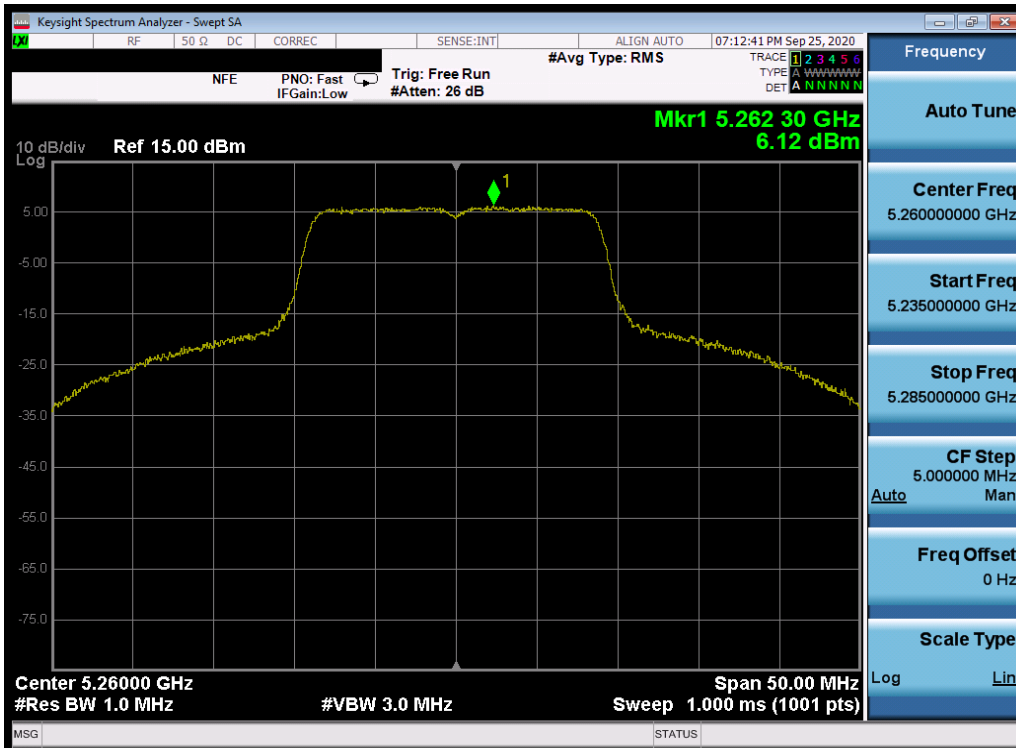 Keysight Spectrum Analyzer - Swept SA
LXI RF 50 Ω DC CORREC SENSE:INT ALIGN AUTO 07:12:41 PM Sep 25, 2020
NFE PNO: Fast IFGain:Low Trig: Free Run #Atten: 26 dB #Avg Type: RMS
TRACE 1 2 3 4 5 6
TYPE A WWWWW
DET A N N N N N
Mkr1 5.262 30 GHz
6.12 dBm
10 dB/div Ref 15.00 dBm
Log
1
5.00
-5.00
-15.0
-25.0
-35.0
-45.0
-55.0
-65.0
-75.0
Center 5.26000 GHz Span 50.00 MHz
#Res BW 1.0 MHz #VBW 3.0 MHz Sweep 1.000 ms (1001 pts)
MSG STATUS
Frequency
Auto Tune
Center Freq
5.260000000 GHz
Start Freq
5.235000000 GHz
Stop Freq
5.285000000 GHz
CF Step
5.000000 MHz
Auto Man
Freq Offset
0 Hz
Scale Type
Log Lin